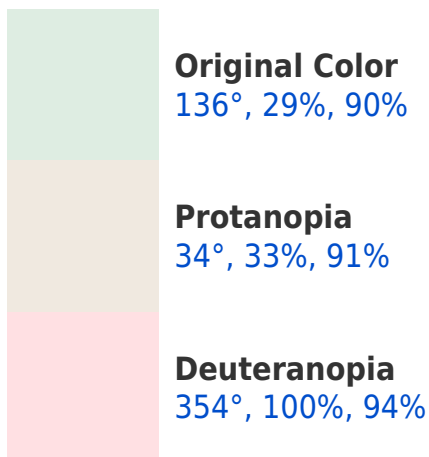 Original Color
136°, 29%, 90%
Protanopia
34°, 33%, 91%
Deuteranopia
354°, 100%, 94%